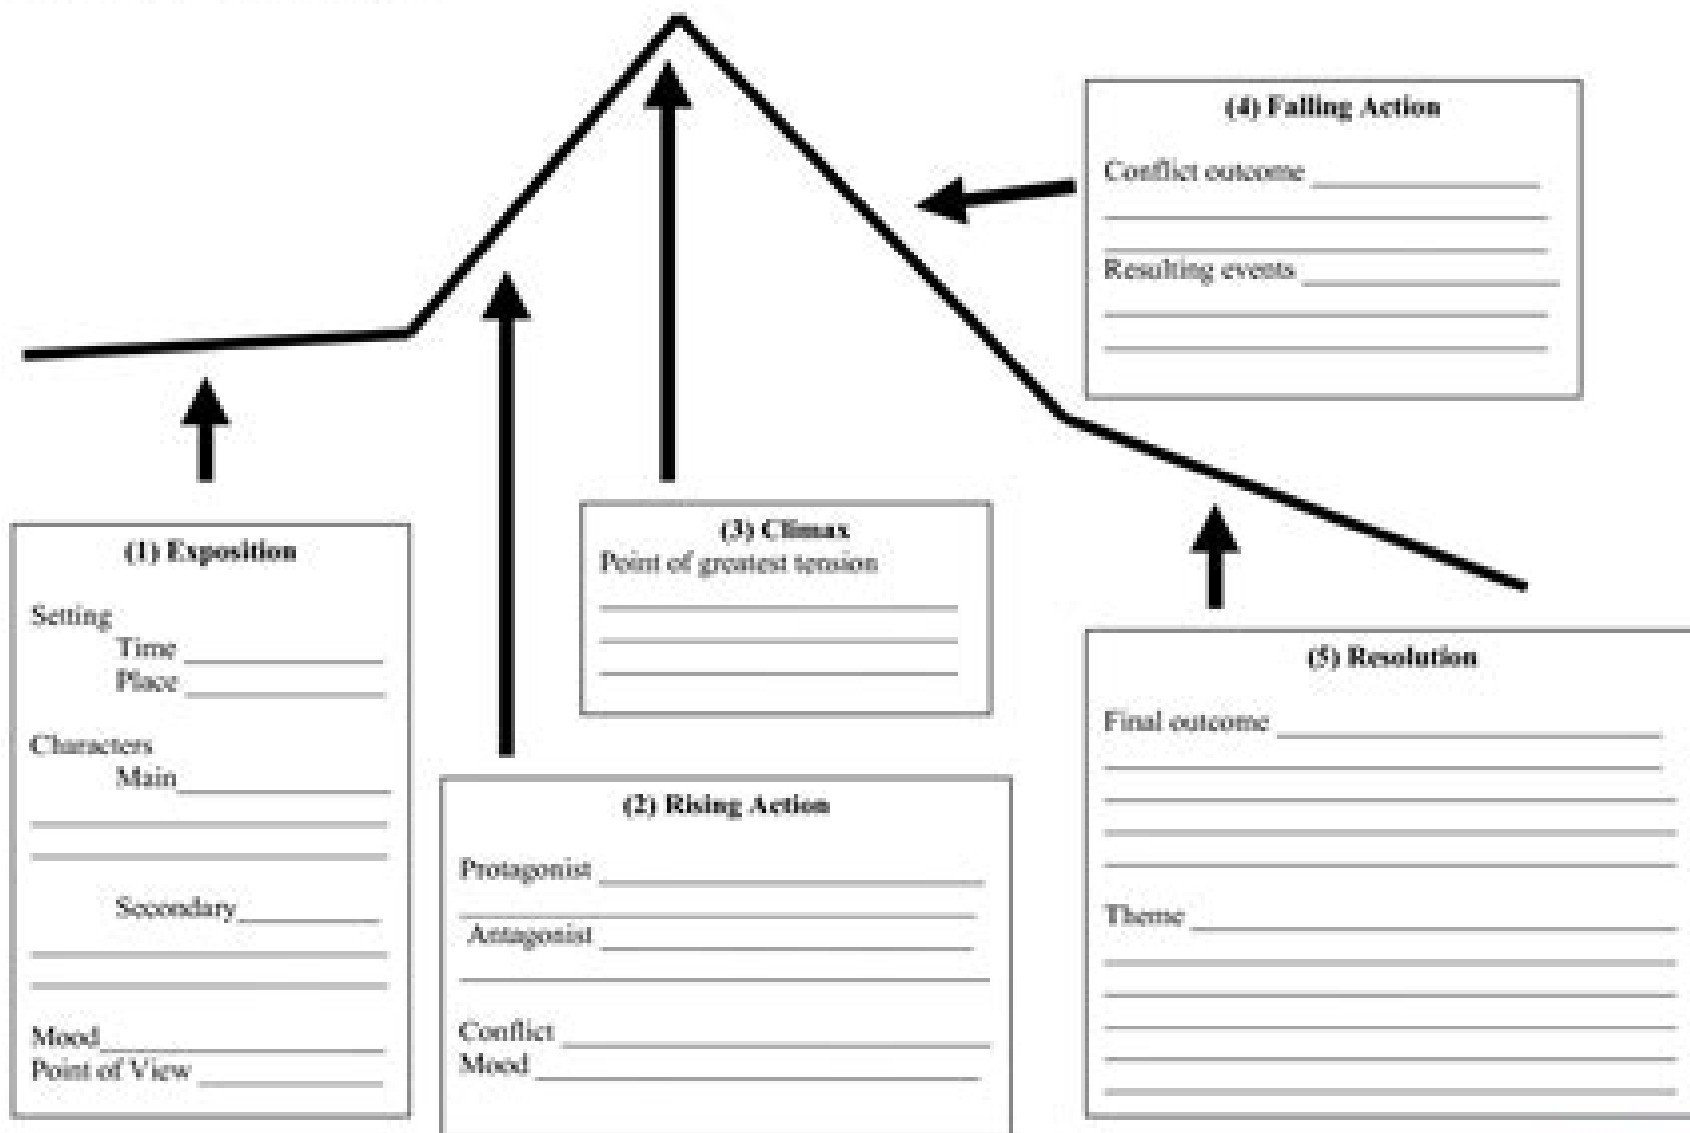 (1) Exposition
Setting
Time
Place
Characters
Main
Secondary
Mood
Point of View
(2) Rising Action
Protagonist
Antagonist
Conflict
Mood
(3) Climax
Point of greatest tension
(4) Falling Action
Conflict outcome
Resulting events
(5) Resolution
Final outcome
Theme